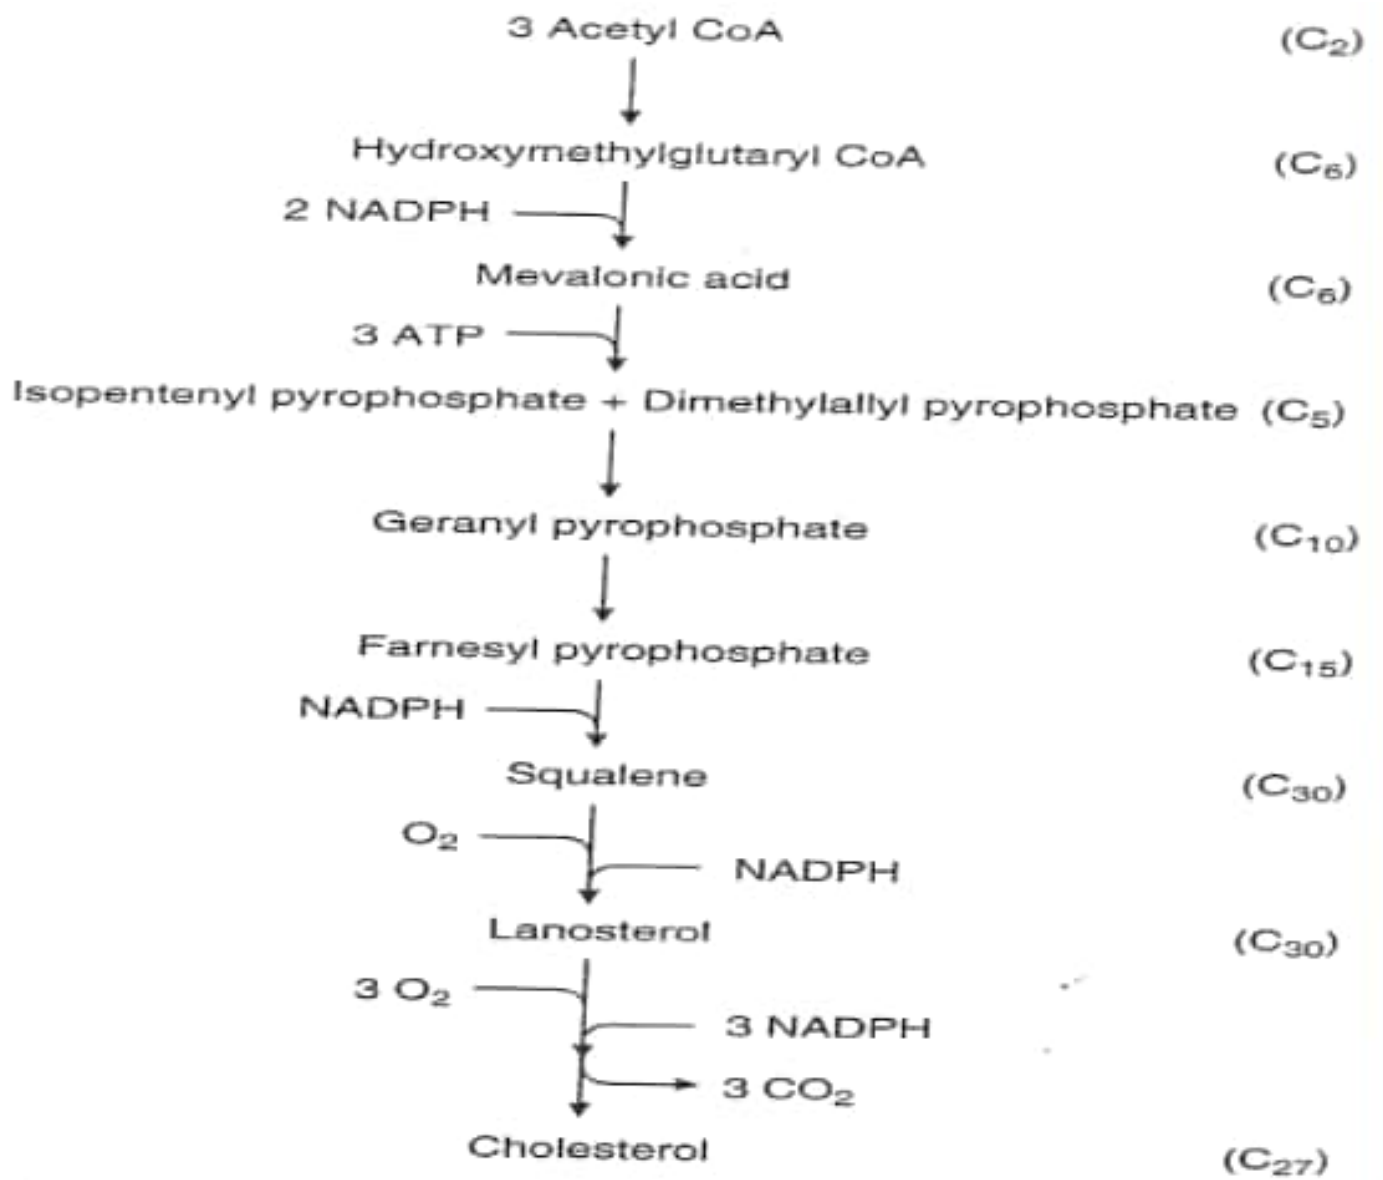 3 Acetyl CoA (C₂)
Hydroxymethylglutaryl CoA (C₆)
2 NADPH
Mevalonic acid (C₆)
3 ATP
Isopentenyl pyrophosphate + Dimethylallyl pyrophosphate (C₅)
Geranyl pyrophosphate (C₁₀)
Farnesyl pyrophosphate (C₁₅)
NADPH
Squalene (C₃₀)
O₂
NADPH
Lanosterol (C₃₀)
3 O₂
3 NADPH
3 CO₂
Cholesterol (C₂₇)